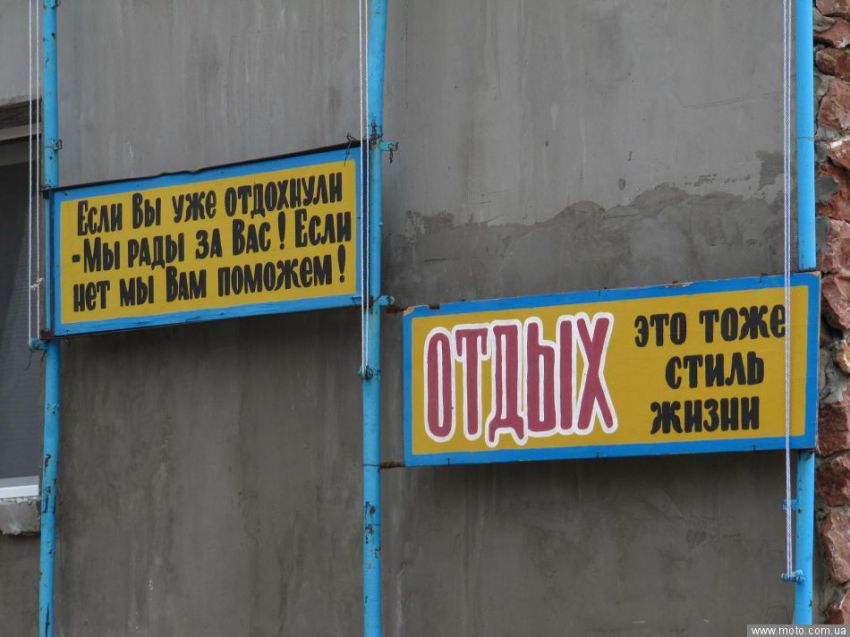 Если Вы уже отдохнули
-Мы рады за Вас! Если
нет мы Вам поможем!
ОТДЫХ
это тоже
стиль
жизни
www.moto.com.ua